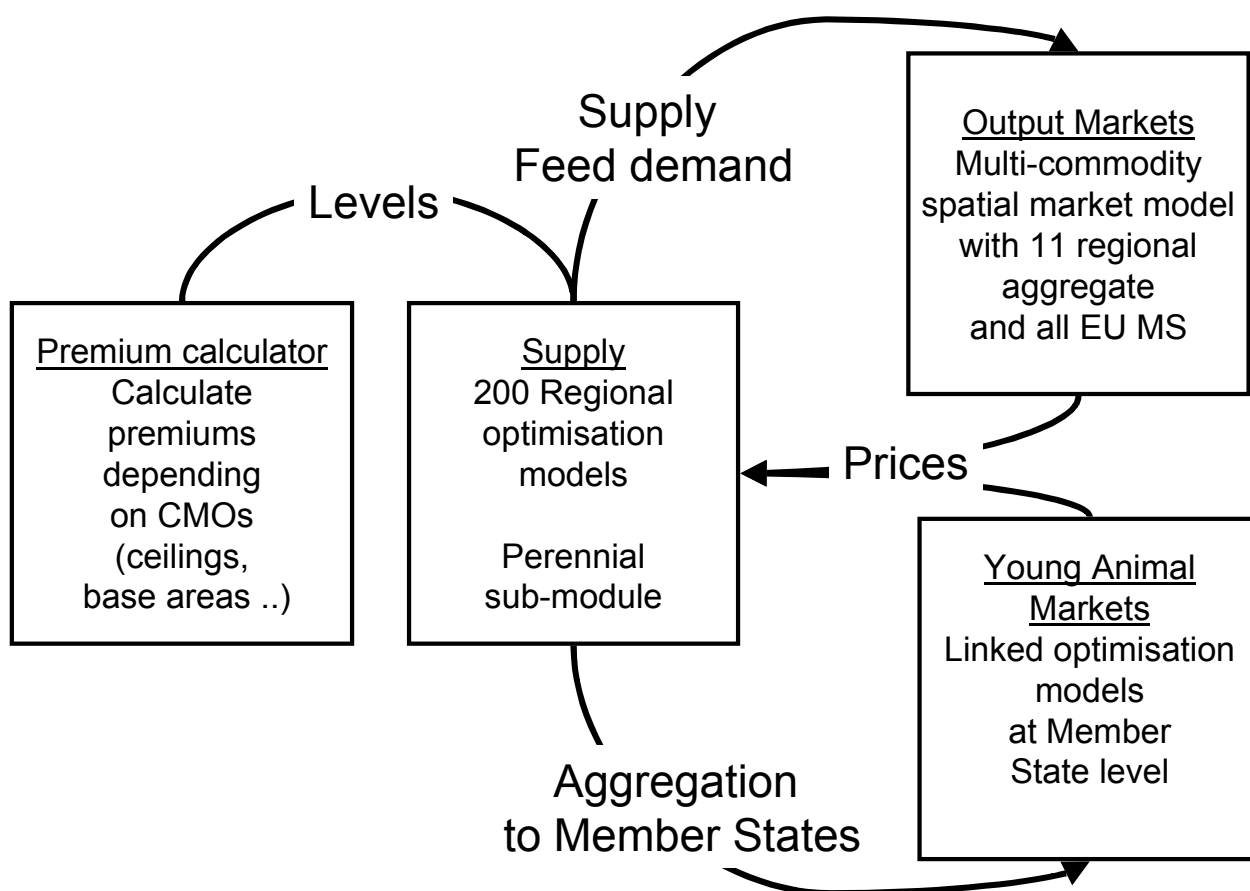 Supply
Feed demand
Levels
Output Markets
Multi-commodity
spatial market model
with 11 regional
aggregate
and all EU MS
Premium calculator
Calculate
premiums
depending
on CMOs
(ceilings,
base areas ..)
Supply
200 Regional
optimisation
models
Perennial
sub-module
Prices
Young Animal
Markets
Linked optimisation
models
at Member
State level
Aggregation
to Member States